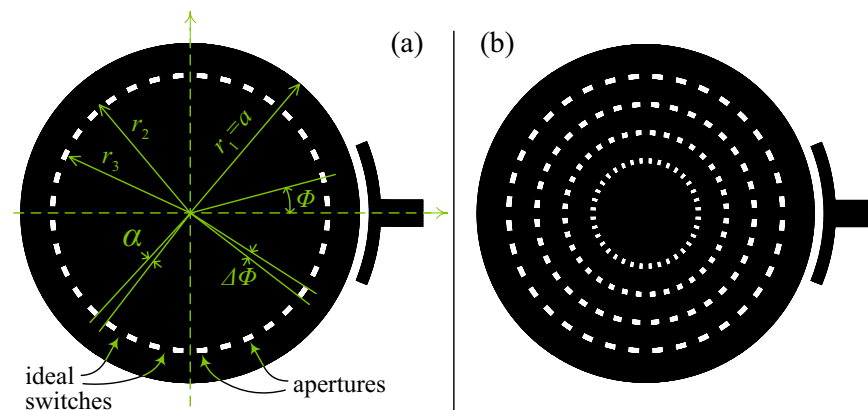 (a)
(b)
r₁=a
r₂
r₃
Φ
α
ΔΦ
ideal
switches
apertures